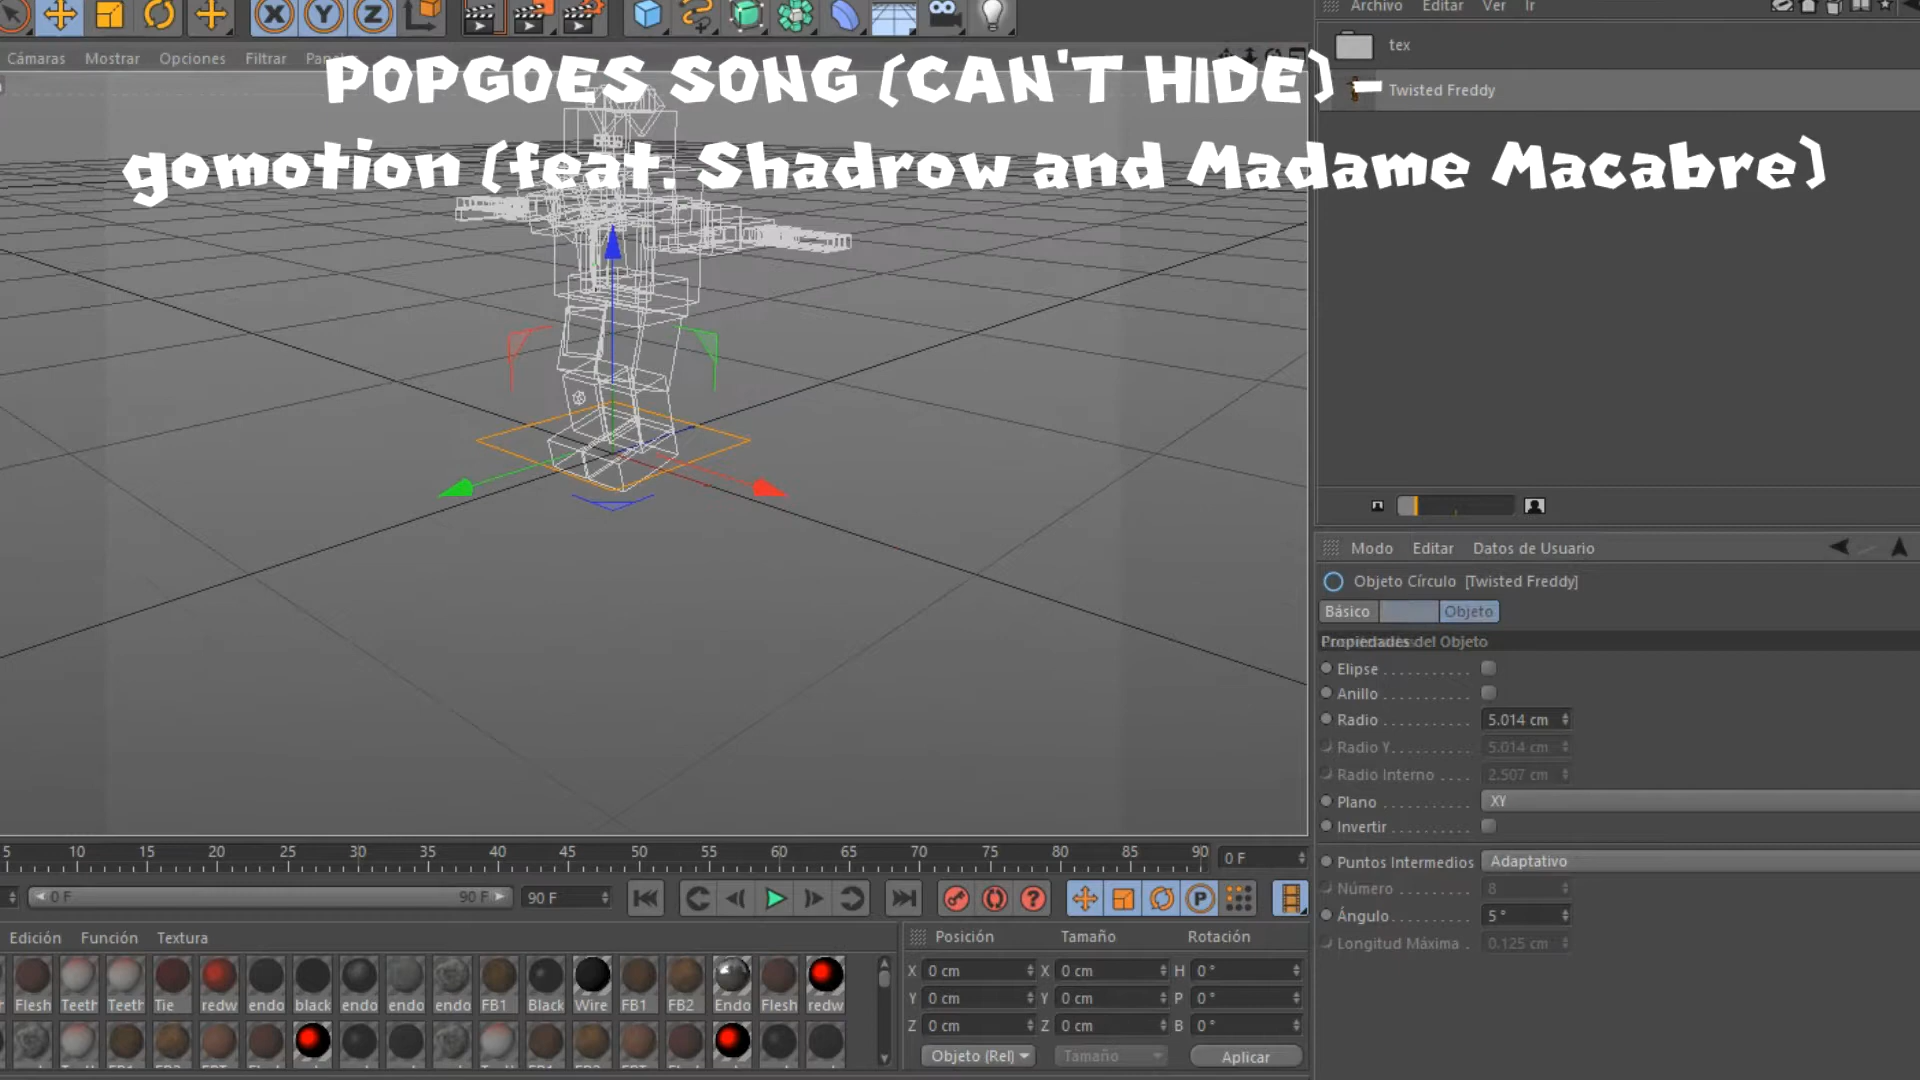 X Y Z
Archivo Editar Ver Ir
Cámaras Mostrar Opciones Filtrar
tex
POPGOES SONG (CAN'T HIDE) -
Twisted Freddy
gomotion (feat. Shadrow and Madame Macabre)
Modo Editar Datos de Usuario
Objeto Círculo [Twisted Freddy]
Básico Objeto
Propiedades del Objeto
Elipse
Anillo
Radio 5.014 cm
Radio Y 5.014 cm
Radio Interno 2.507 cm
Plano XY
Invertir
Puntos Intermedios Adaptativo
Número 8
Ángulo 5 °
Longitud Máxima 0.125 cm
5 10 15 20 25 30 35 40 45 50 55 60 65 70 75 80 85 90 0 F
0 F 90 F 90 F
Edición Función Textura
Posición Tamaño Rotación
X 0 cm X 0 cm H 0 °
Y 0 cm Y 0 cm P 0 °
Z 0 cm Z 0 cm B 0 °
Objeto (Rel) Tamaño Aplicar
Flesh Teeth Teeth Tie redw endo black endo endo endo FB1 Black Wire FB1 FB2 Endo Flesh redw